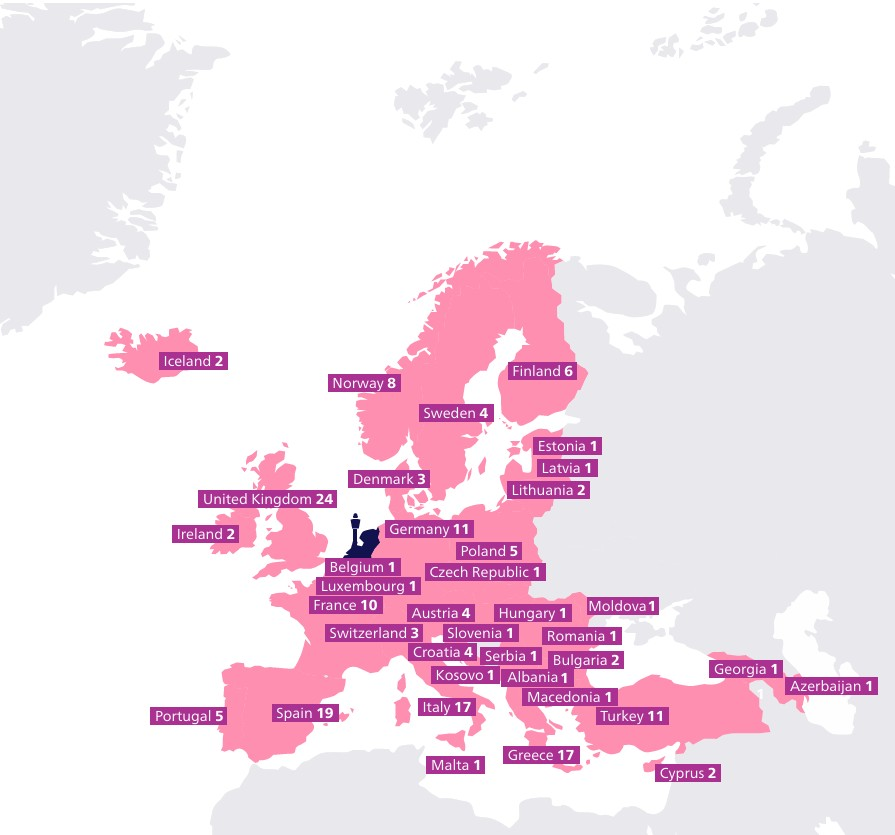 Iceland 2
Finland 6
Norway 8
Sweden 4
Estonia 1
Latvia 1
Denmark 3
Lithuania 2
United Kingdom 24
Germany 11
Ireland 2
Poland 5
Belgium 1
Czech Republic 1
Luxembourg 1
France 10
Moldova 1
Austria 4
Hungary 1
Switzerland 3
Slovenia 1
Romania 1
Croatia 4
Serbia 1
Bulgaria 2
Georgia 1
Kosovo 1
Albania 1
Azerbaijan 1
1
Macedonia 1
Italy 17
Spain 19
Portugal 5
Turkey 11
Greece 17
Malta 1
Cyprus 2